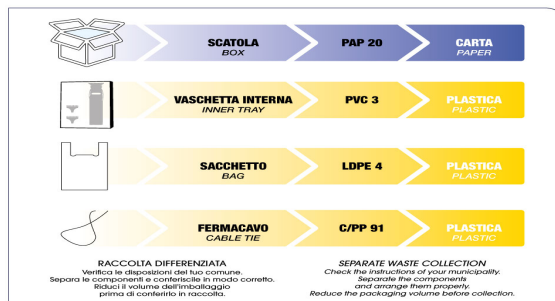 SCATOLA PAP 20 CARTA
BOX PAPER
VASCHETTA INTERNA PVC 3 PLASTICA
INNER TRAY PLASTIC
SACCHETTO LDPE 4 PLASTICA
BAG PLASTIC
FERMACAVO C/PP 91 PLASTICA
CABLE TIE PLASTIC
RACCOLTA DIFFERENZIATA
Verifica le disposizioni del tuo comune.
Separa le componenti e conferiscile in modo corretto.
Riduci il volume dell'imballaggio
prima di conferirlo in raccolta.
SEPARATE WASTE COLLECTION
Check the instructions of your municipality.
Separate the components
and arrange them properly.
Reduce the packaging volume before collection.